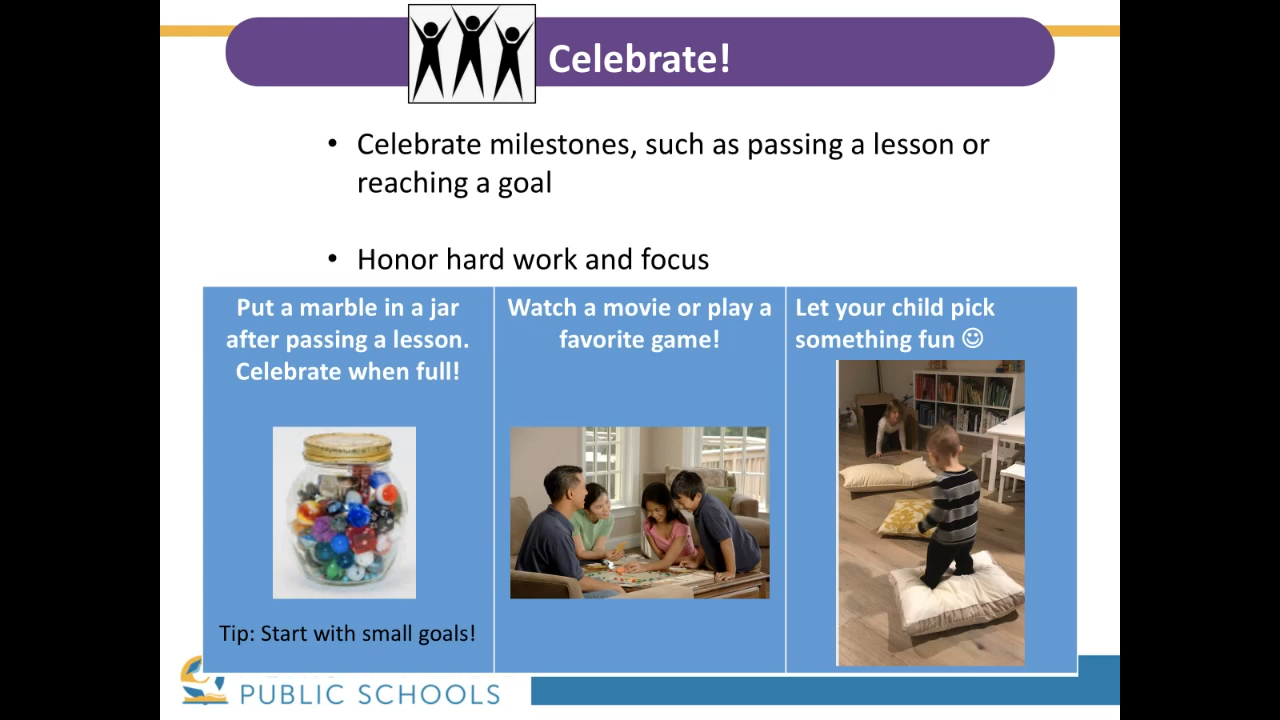 Celebrate!
• Celebrate milestones, such as passing a lesson or
reaching a goal
• Honor hard work and focus
Put a marble in a jar
after passing a lesson.
Celebrate when full!
Tip: Start with small goals!
Watch a movie or play a
favorite game!
Let your child pick
something fun ☺
PUBLIC SCHOOLS